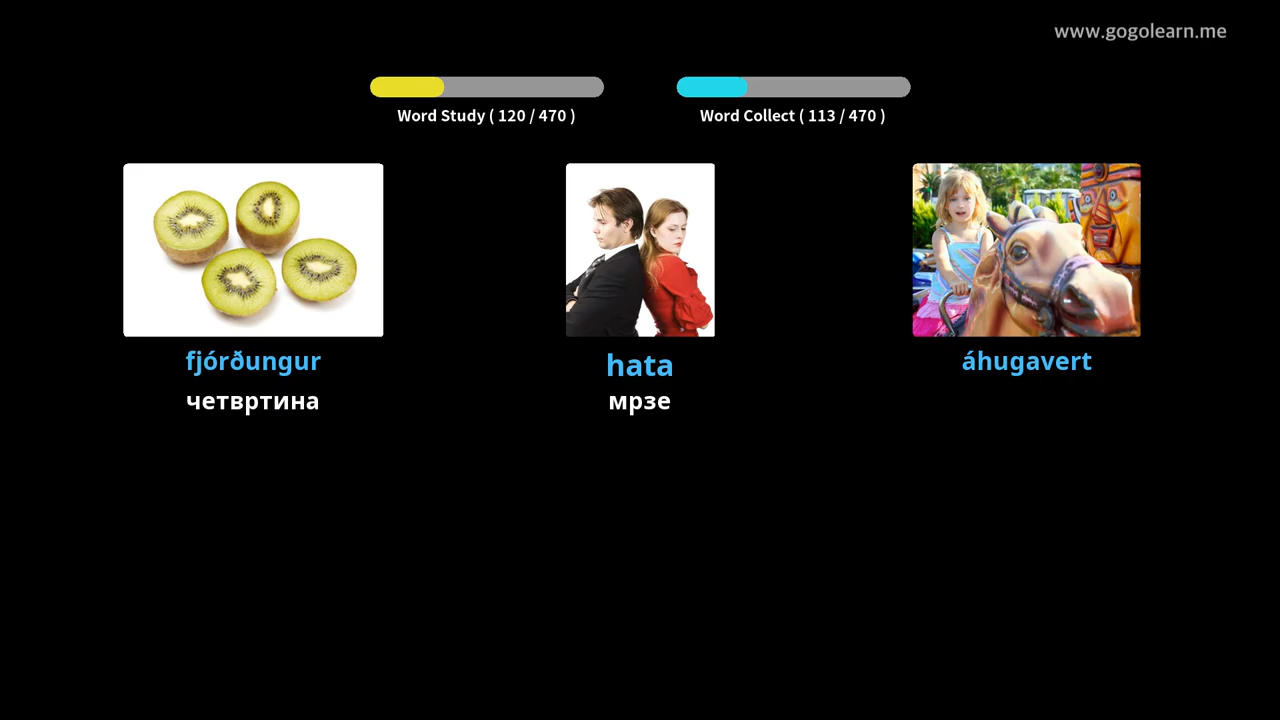 www.gogolearn.me
Word Study ( 120 / 470 )
Word Collect ( 113 / 470 )
fjórðungur
четвртина
hata
мрзе
áhugavert